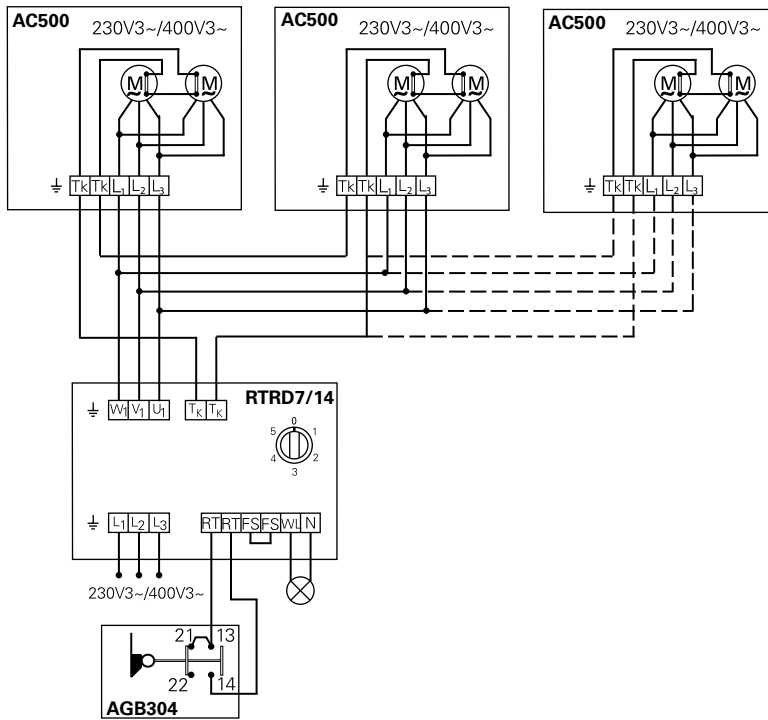 AC500 230V3~/400V3~
AC500 230V3~/400V3~
AC500 230V3~/400V3~
M M
M M
M M
Tk Tk L1 L2 L3
Tk Tk L1 L2 L3
Tk Tk L1 L2 L3
RTRD7/14
W1 V1 U1 TK TK
0
5 1
4 2
3
L1 L2 L3 RT RT FS FS WL N
230V3~/400V3~
21 13
22 14
AGB304